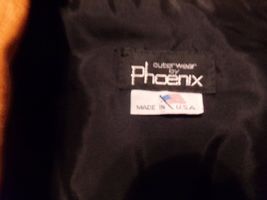 outerwear
by
Phoenix
MADE IN U.S.A.